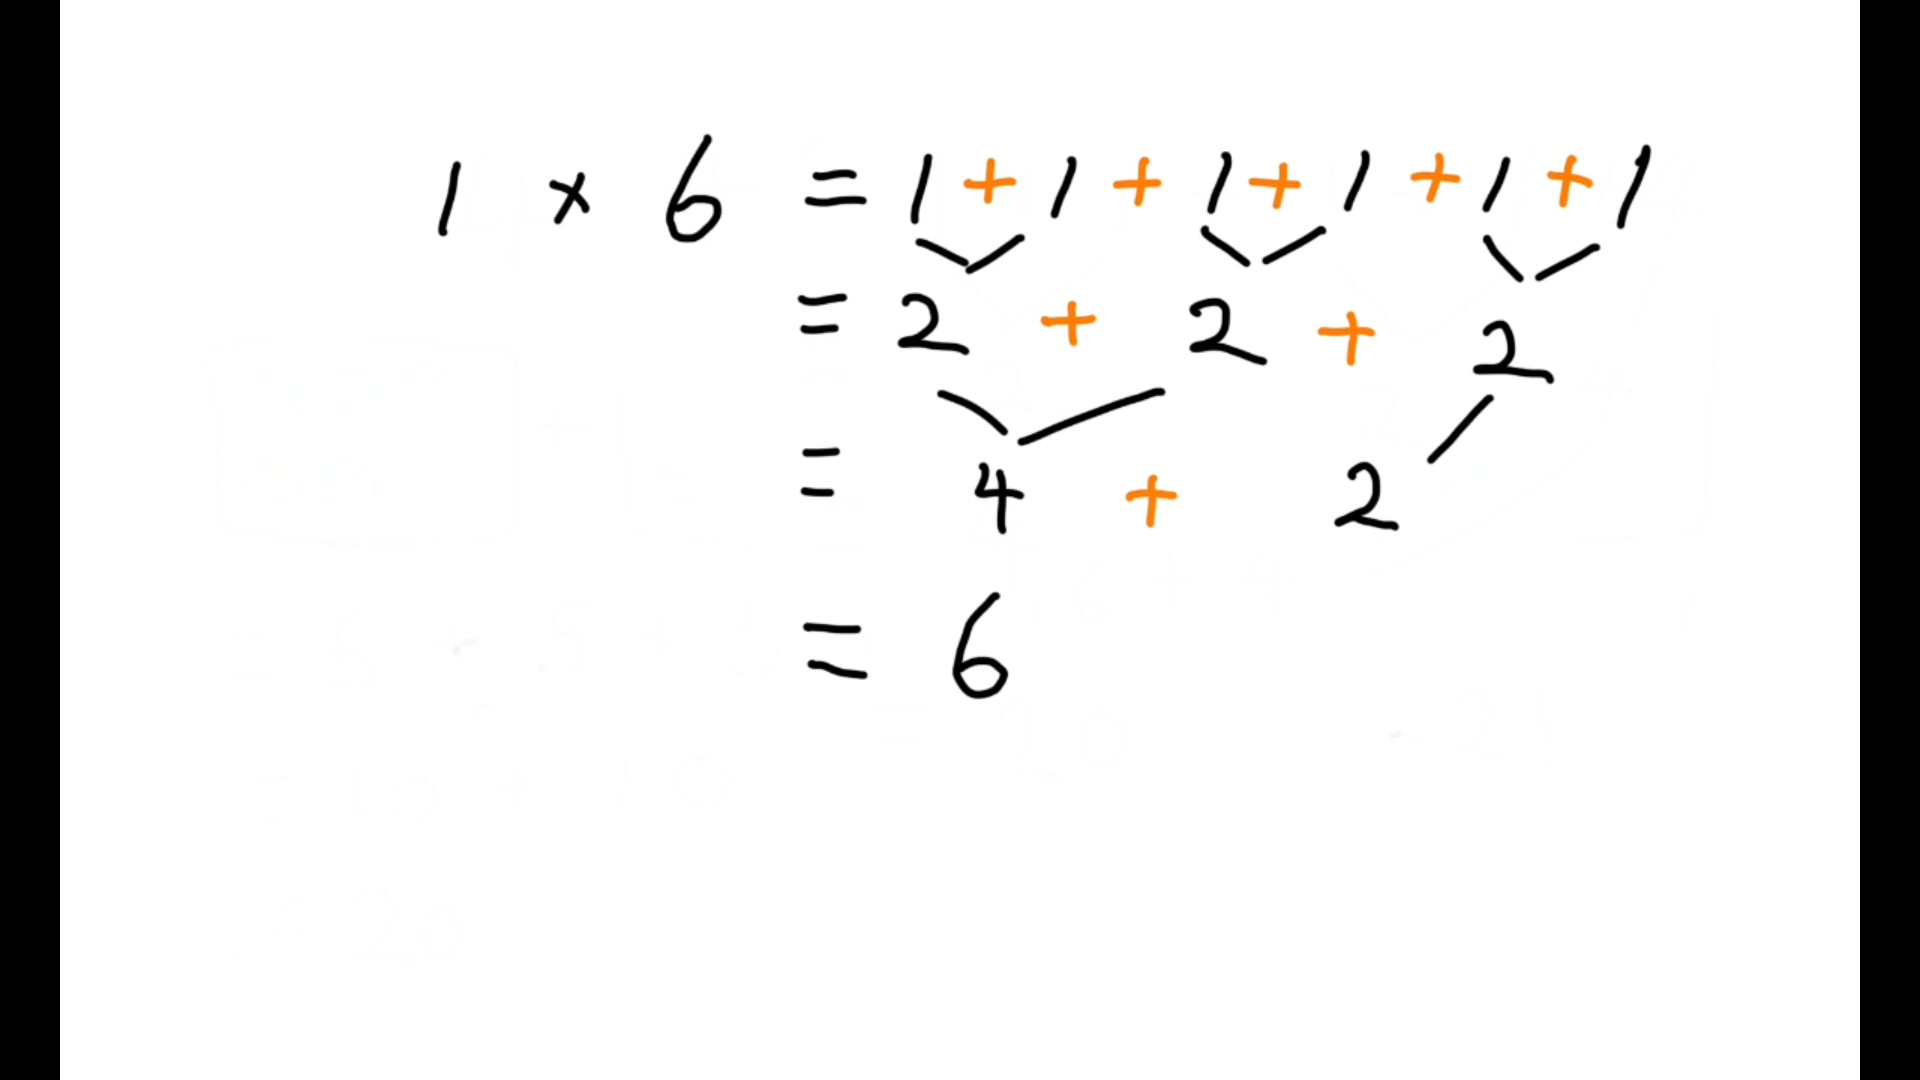 1 × 6 = 1 + 1 + 1 + 1 + 1 + 1
= 2 + 2 + 2
= 4 + 2
= 6